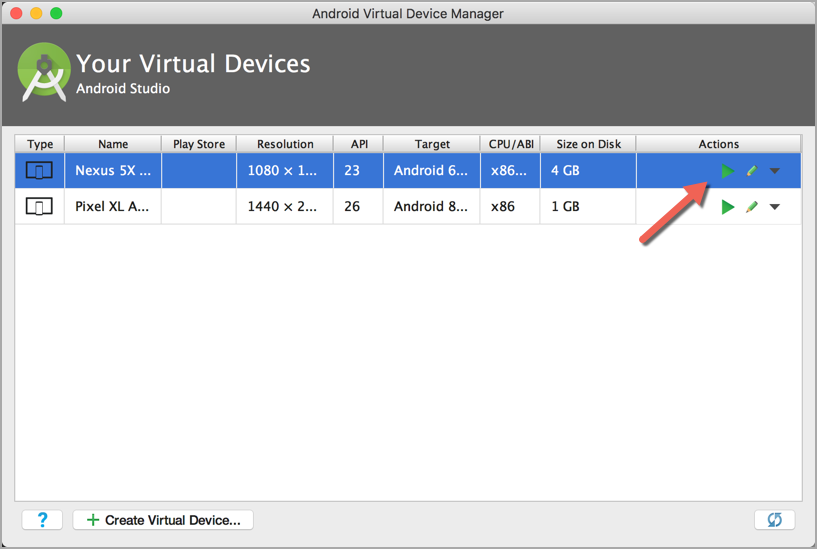 Android Virtual Device Manager
Your Virtual Devices
Android Studio
Type Name Play Store Resolution API Target CPU/ABI Size on Disk Actions
Nexus 5X ... 1080 × 1... 23 Android 6... x86... 4 GB
Pixel XL A... 1440 × 2... 26 Android 8... x86 1 GB
? + Create Virtual Device...